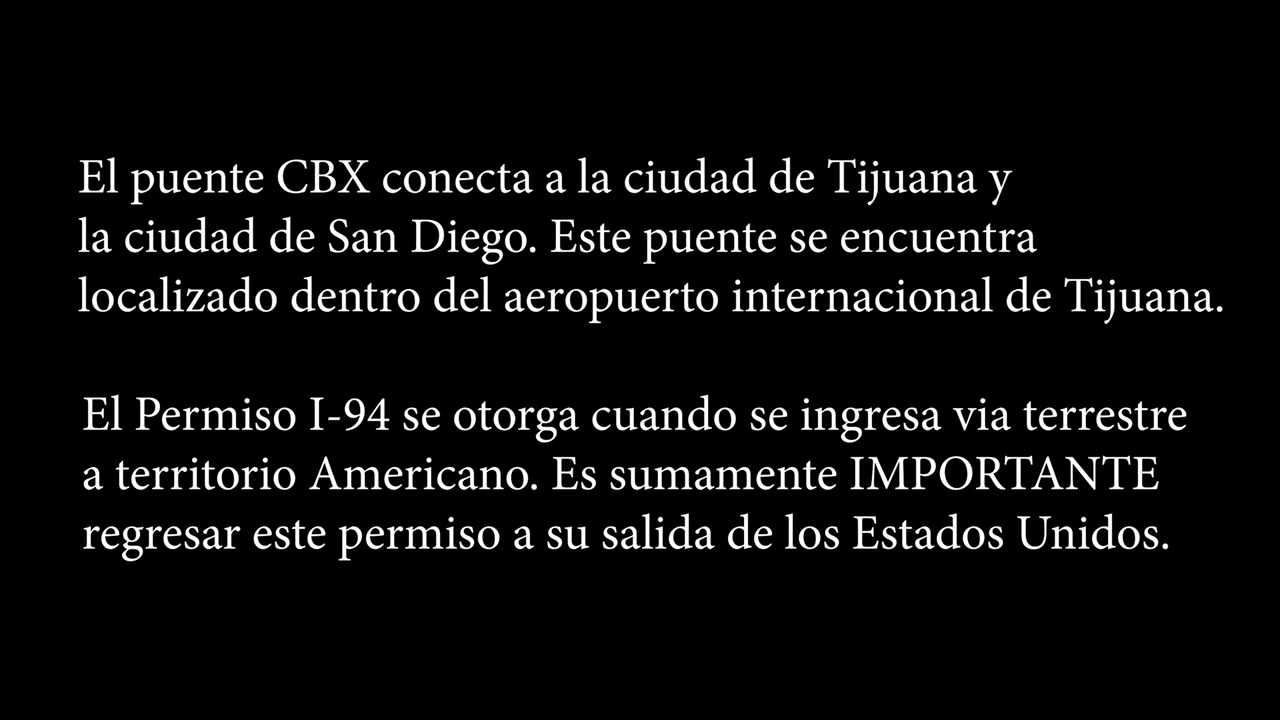 El puente CBX conecta a la ciudad de Tijuana y
la ciudad de San Diego. Este puente se encuentra
localizado dentro del aeropuerto internacional de Tijuana.
El Permiso I-94 se otorga cuando se ingresa via terrestre
a territorio Americano. Es sumamente IMPORTANTE
regresar este permiso a su salida de los Estados Unidos.